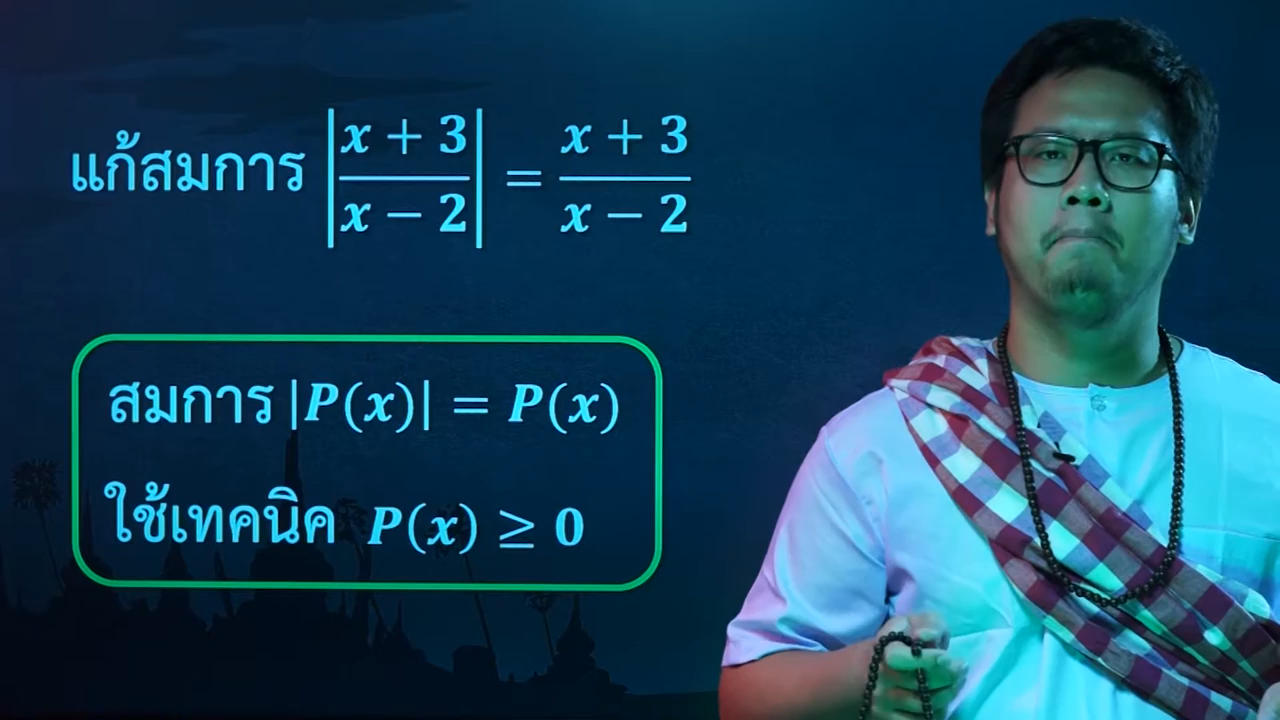 แก้สมการ |x + 3 / x − 2| = x + 3 / x − 2
สมการ |P(x)| = P(x)
ใช้เทคนิค P(x) ≥ 0